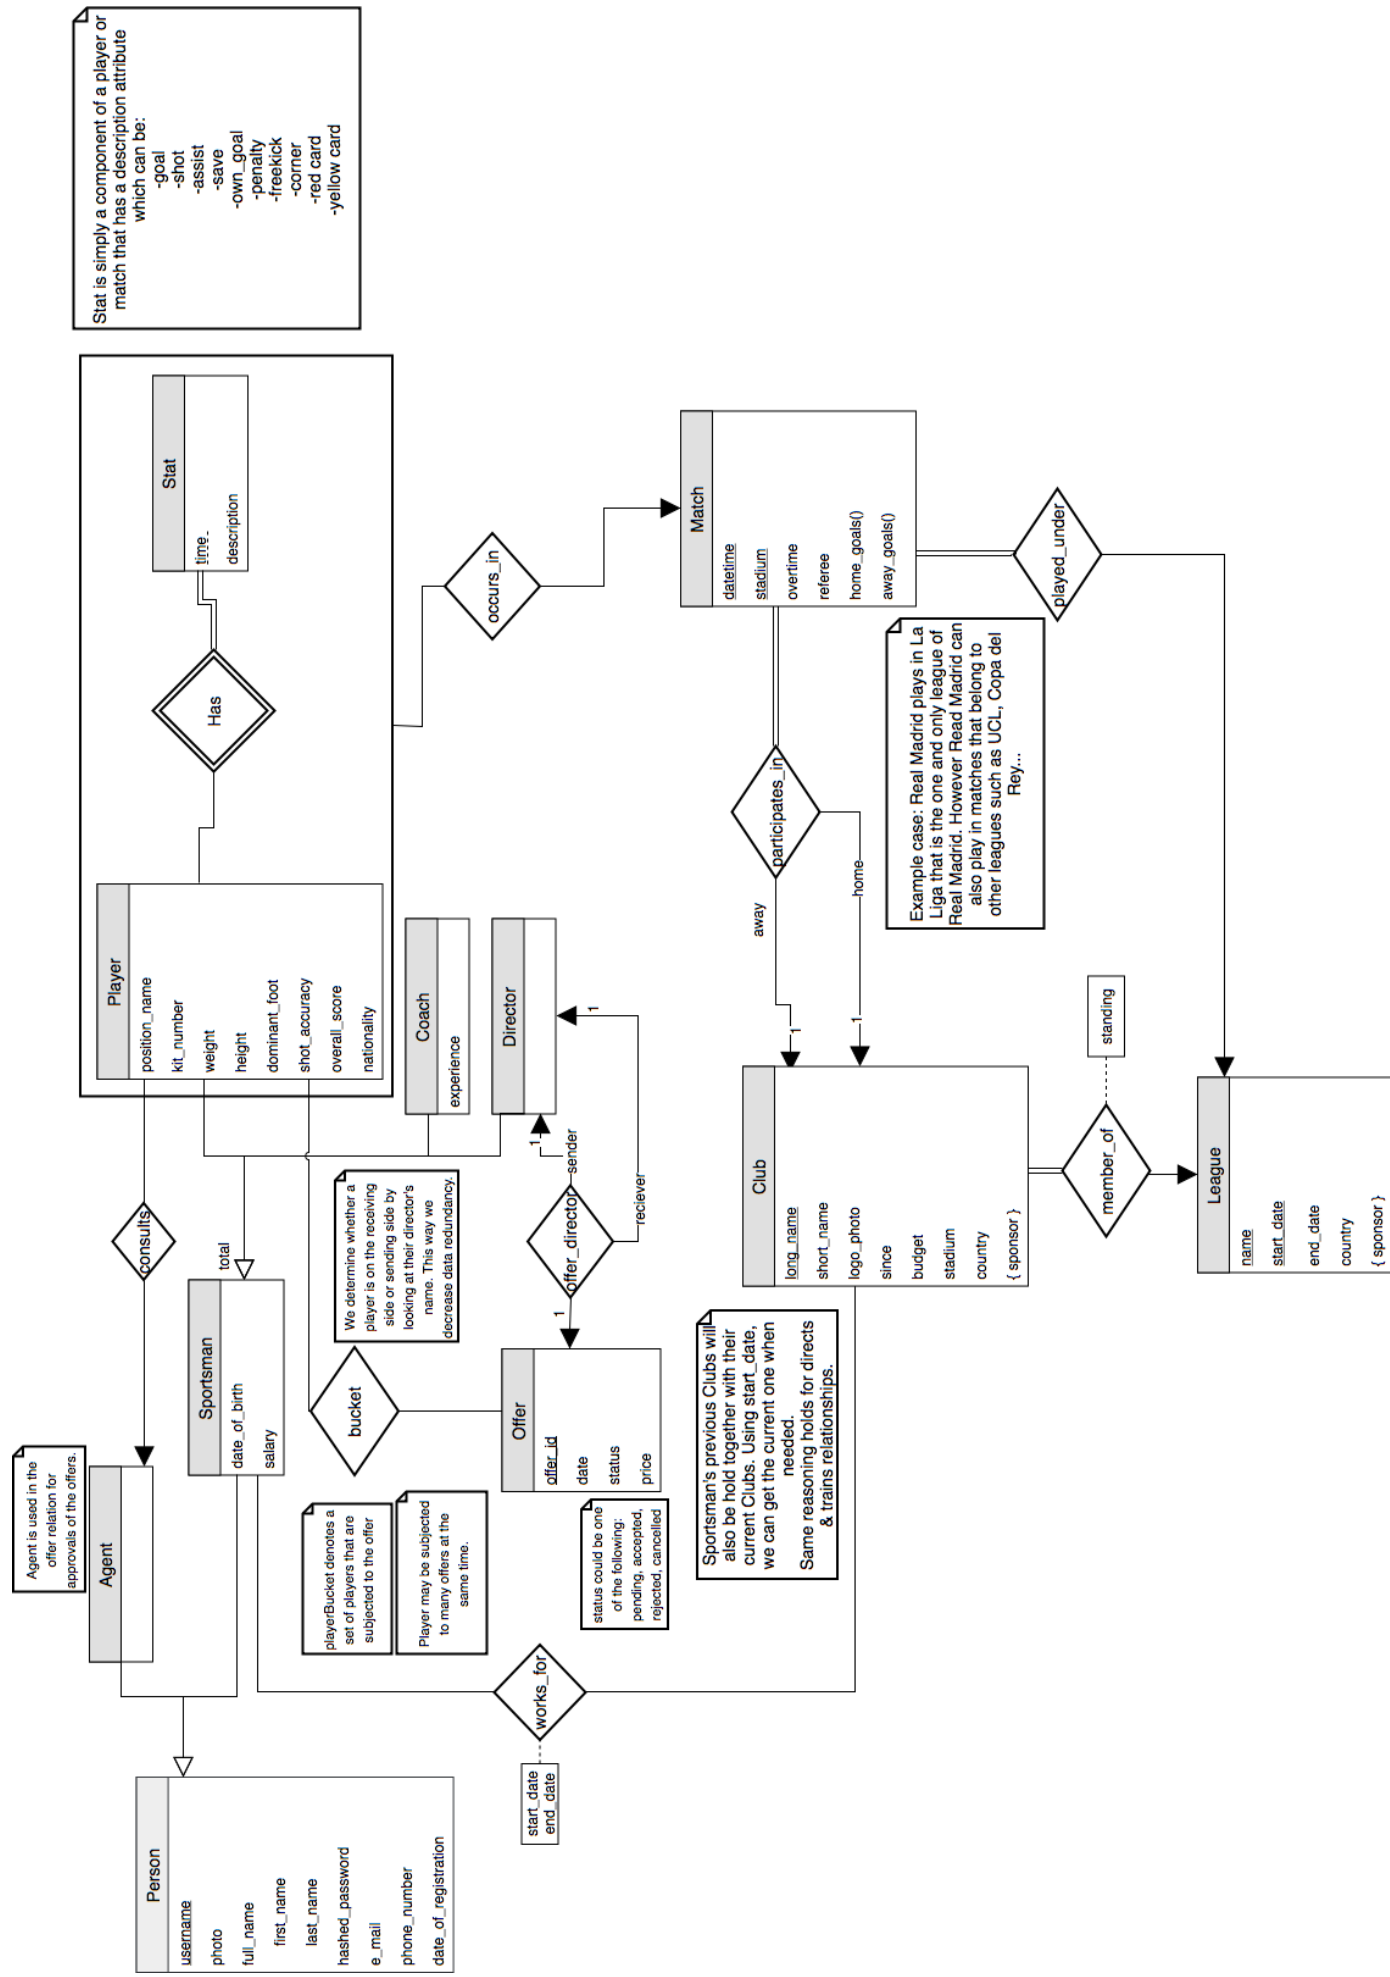 Stat is simply a component of a player or
match that has a description attribute
which can be:
-goal
-shot
-assist
-save
-own_goal
-penalty
-freekick
-corner
-red card
-yellow card
Stat
time
description
Has
Player
position_name
kit_number
weight
height
dominant_foot
shot_accuracy
overall_score
nationality
occurs_in
Match
datetime
stadium
overtime
referee
home_goals()
away_goals()
played_under
participates_in
away
home
1
1
Example case: Real Madrid plays in La
Liga that is the one and only league of
Real Madrid. However Read Madrid can
also play in matches that belong to
other leagues such as UCL, Copa del
Rey...
Coach
experience
Director
1
sender
1
reciever
offer_director
1
consults
total
We determine whether a
player is on the receiving
side or sending side by
looking at their director's
name. This way we
decrease data redundancy.
Sportsman
date_of_birth
salary
bucket
Offer
offer_id
date
status
price
Agent is used in the
offer relation for
approvals of the offers.
Agent
playerBucket denotes a
set of players that are
subjected to the offer
Player may be subjected
to many offers at the
same time.
status could be one
of the following:
pending, accepted,
rejected, cancelled
Club
long_name
short_name
logo_photo
since
budget
stadium
country
{ sponsor }
member_of
standing
League
name
start_date
end_date
country
{ sponsor }
Sportsman's previous Clubs will
also be hold together with their
current Clubs. Using start_date,
we can get the current one when
needed.
Same reasoning holds for directs
& trains relationships.
works_for
start_date
end_date
Person
username
photo
full_name
first_name
last_name
hashed_password
e_mail
phone_number
date_of_registration